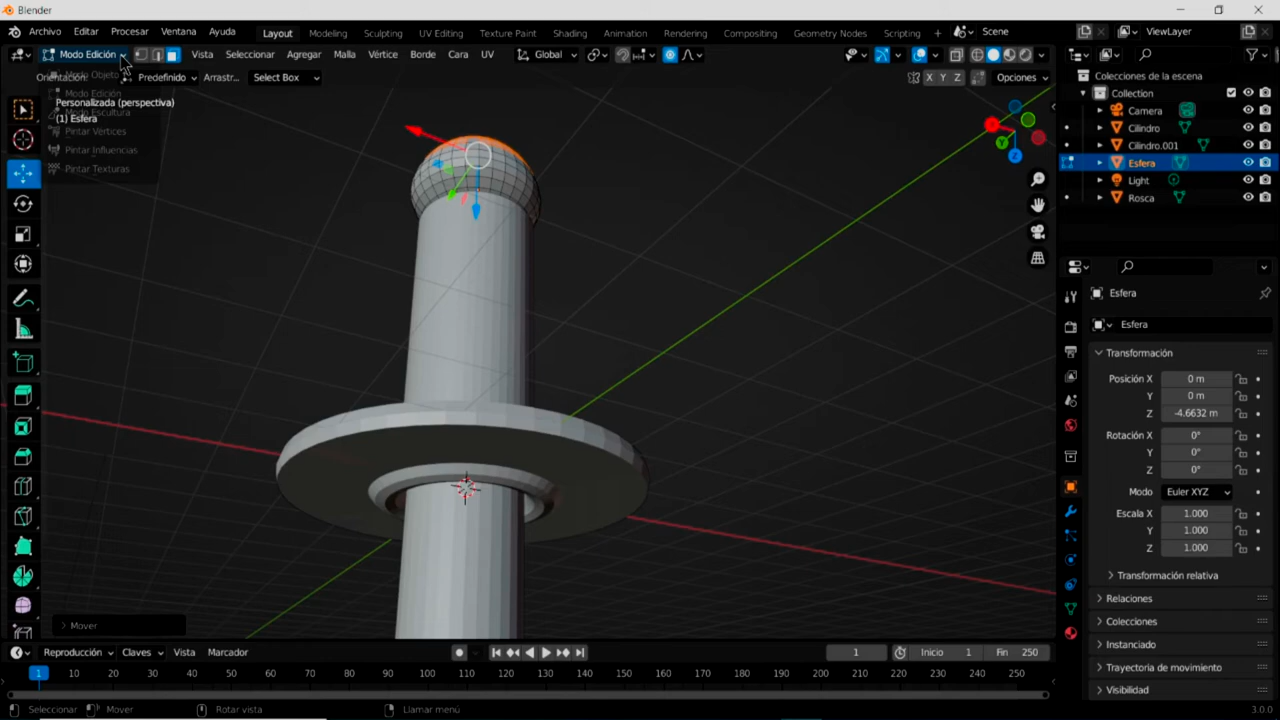 Blender
Archivo Editar Procesar Ventana Ayuda Layout Modeling Sculpting UV Editing Texture Paint Shading Animation Rendering Compositing Geometry Nodes Scripting + Scene ViewLayer
Modo Edición Vista Seleccionar Agregar Malla Vértice Borde Cara UV Global
Orientación: Predefinido Arrastr... Select Box X Y Z Opciones
Modo Objeto
Modo Edición
Modo Escultura
Pintar Vértices
Pintar Influencias
Pintar Texturas
Personalizada (perspectiva)
(1) Esfera
Y
Z
Mover
Colecciones de la escena
Collection
Camera
Cilindro
Cilindro.001
Esfera
Light
Rosca
Esfera
Esfera
Transformación
Posición X 0 m
Y 0 m
Z -4.6632 m
Rotación X 0°
Y 0°
Z 0°
Modo Euler XYZ
Escala X 1.000
Y 1.000
Z 1.000
Transformación relativa
Relaciones
Colecciones
Instanciado
Trayectoria de movimiento
Visibilidad
Reproducción Claves Vista Marcador 1 Inicio 1 Fin 250
1 10 20 30 40 50 60 70 80 90 100 110 120 130 140 150 160 170 180 190 200 210 220 230 240 250
Seleccionar Mover Rotar vista Llamar menú 3.0.0